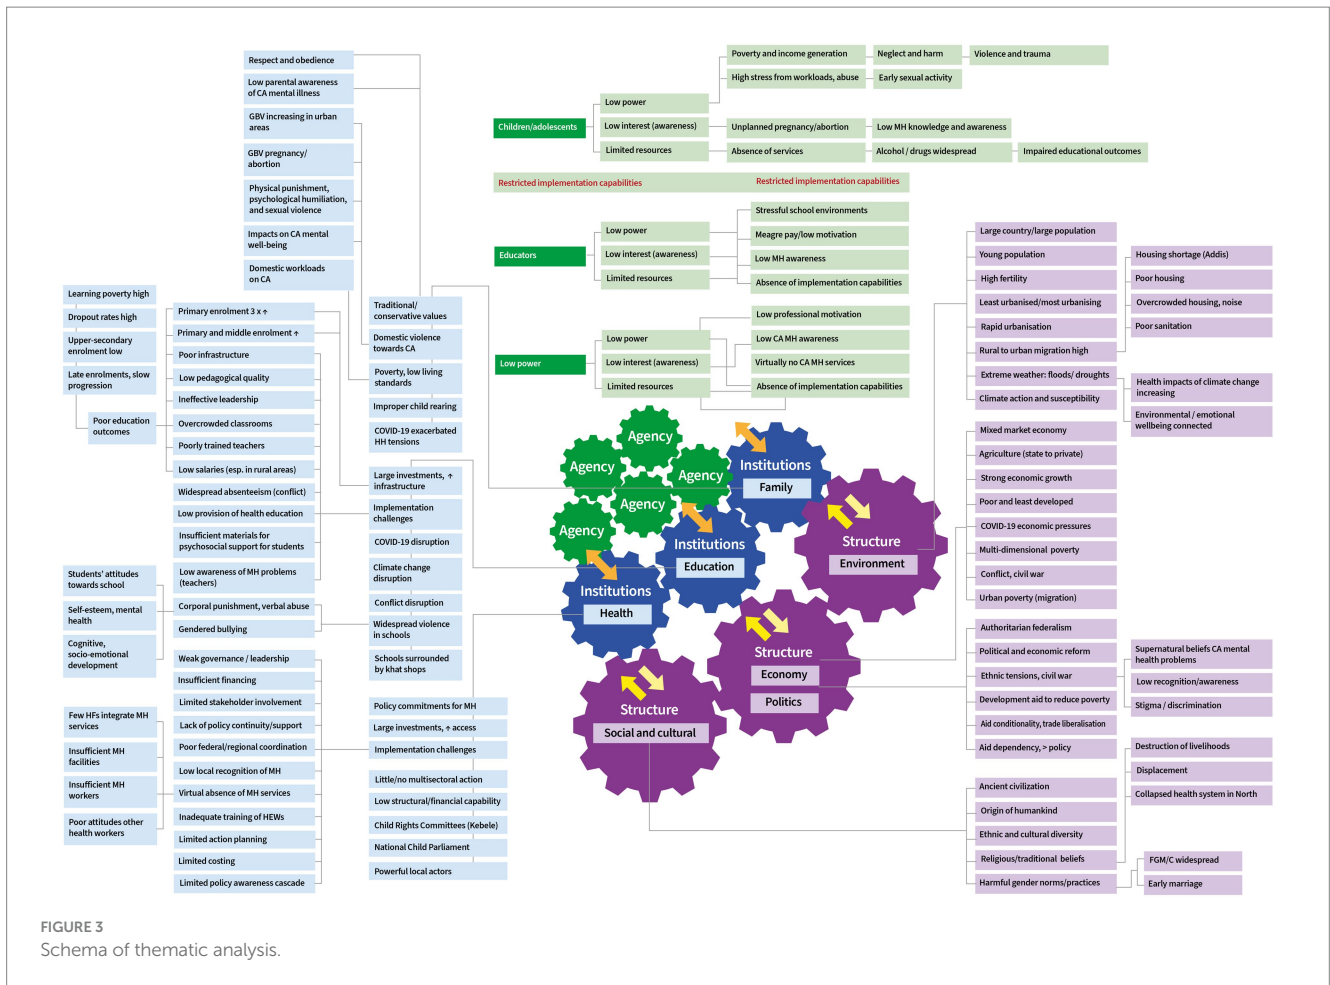 Respect and obedience
Low parental awareness
of CA mental illness
GBV increasing in urban
areas
GBV pregnancy/
abortion
Physical punishment,
psychological humiliation,
and sexual violence
Impacts on CA mental
well-being
Domestic workloads
on CA
Learning poverty high
Dropout rates high
Upper-secondary
enrolment low
Late enrolments, slow
progression
Poor education
outcomes
Primary enrolment 3 x ↑
Primary and middle enrolment ↑
Poor infrastructure
Low pedagogical quality
Ineffective leadership
Overcrowded classrooms
Poorly trained teachers
Low salaries (esp. in rural areas)
Widespread absenteeism (conflict)
Low provision of health education
Insufficient materials for
psychosocial support for students
Low awareness of MH problems
(teachers)
Students' attitudes
towards school
Self-esteem, mental
health
Cognitive,
socio-emotional
development
Corporal punishment, verbal abuse
Gendered bullying
Weak governance / leadership
Insufficient financing
Limited stakeholder involvement
Lack of policy continuity/support
Poor federal/regional coordination
Low local recognition of MH
Virtual absence of MH services
Inadequate training of HEWs
Limited action planning
Limited costing
Limited policy awareness cascade
Few HFs integrate MH
services
Insufficient MH
facilities
Insufficient MH
workers
Poor attitudes other
health workers
Traditional/
conservative values
Domestic violence
towards CA
Poverty, low living
standards
Improper child rearing
COVID-19 exacerbated
HH tensions
Large investments, ↑
infrastructure
Implementation
challenges
COVID-19 disruption
Climate change
disruption
Conflict disruption
Widespread violence
in schools
Schools surrounded
by khat shops
Policy commitments for MH
Large investments, ↑ access
Implementation challenges
Little/no multisectoral action
Low structural/financial capability
Child Rights Committees (Kebele)
National Child Parliament
Powerful local actors
Children/adolescents
Low power
Low interest (awareness)
Limited resources
Poverty and income generation
Neglect and harm
Violence and trauma
High stress from workloads, abuse
Early sexual activity
Unplanned pregnancy/abortion
Low MH knowledge and awareness
Absence of services
Alcohol / drugs widespread
Impaired educational outcomes
Restricted implementation capabilities
Restricted implementation capabilities
Educators
Low power
Low interest (awareness)
Limited resources
Stressful school environments
Meagre pay/low motivation
Low MH awareness
Absence of implementation capabilities
Low power
Low power
Low interest (awareness)
Limited resources
Low professional motivation
Low CA MH awareness
Virtually no CA MH services
Absence of implementation capabilities
Agency
Agency
Agency
Agency
Agency
Institutions
Family
Institutions
Education
Institutions
Health
Structure
Environment
Structure
Economy
Politics
Structure
Social and cultural
Large country/large population
Young population
High fertility
Least urbanised/most urbanising
Rapid urbanisation
Rural to urban migration high
Extreme weather: floods/ droughts
Climate action and susceptibility
Housing shortage (Addis)
Poor housing
Overcrowded housing, noise
Poor sanitation
Health impacts of climate change
increasing
Environmental / emotional
wellbeing connected
Mixed market economy
Agriculture (state to private)
Strong economic growth
Poor and least developed
COVID-19 economic pressures
Multi-dimensional poverty
Conflict, civil war
Urban poverty (migration)
Authoritarian federalism
Political and economic reform
Ethnic tensions, civil war
Development aid to reduce poverty
Aid conditionality, trade liberalisation
Aid dependency, > policy
Supernatural beliefs CA mental
health problems
Low recognition/awareness
Stigma / discrimination
Destruction of livelihoods
Displacement
Collapsed health system in North
Ancient civilization
Origin of humankind
Ethnic and cultural diversity
Religious/traditional beliefs
Harmful gender norms/practices
FGM/C widespread
Early marriage
FIGURE 3
Schema of thematic analysis.